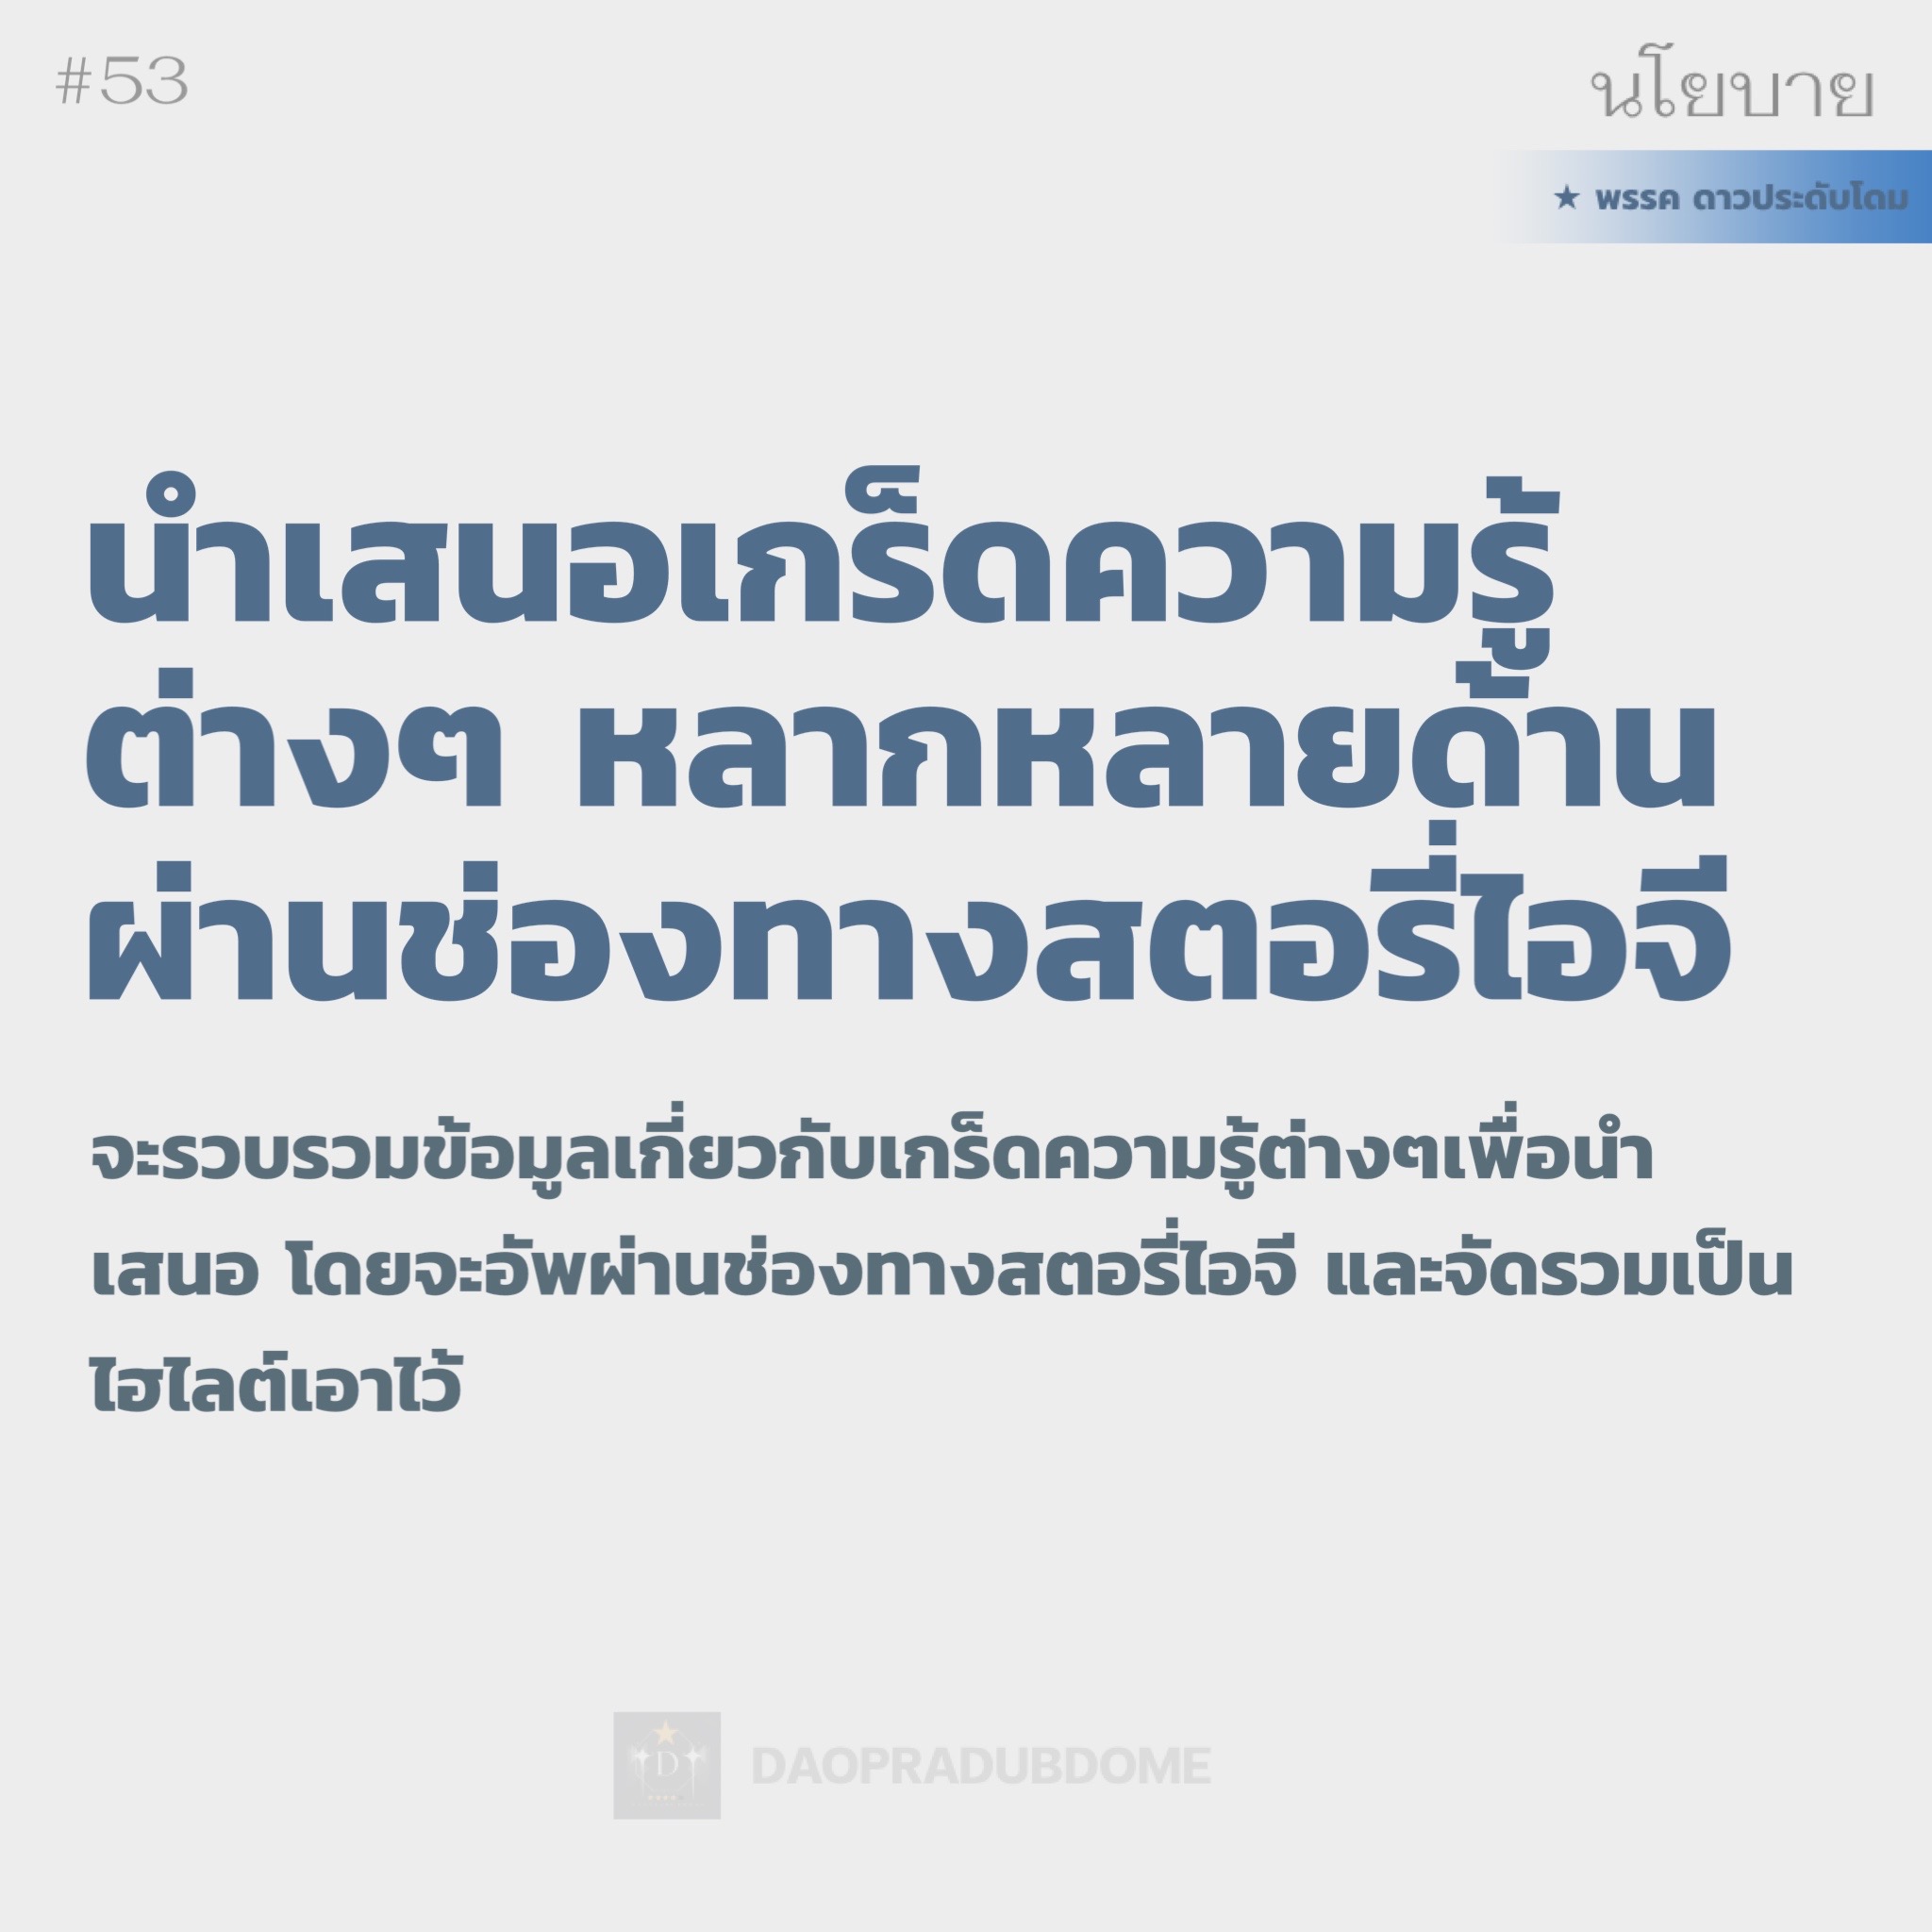 #53
นโยบาย
★ พรรค ดาวประดับโดม
นำเสนอเกร็ดความรู้
ต่างๆ หลากหลายด้าน
ผ่านช่องทางสตอรี่ไอจี
จะรวบรวมข้อมูลเกี่ยวกับเกร็ดความรู้ต่างๆเพื่อนำ
เสนอ โดยจะอัพผ่านช่องทางสตอรี่ไอจี และจัดรวมเป็น
ไฮไลต์เอาไว้
D
DAOPRADUBDOME